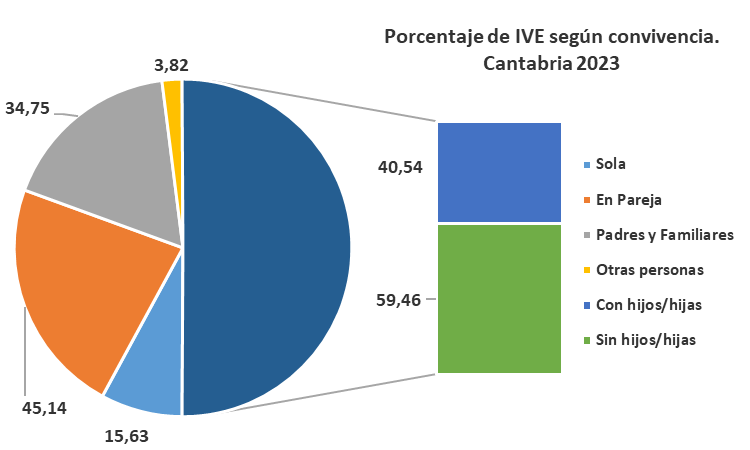 Porcentaje de IVE según convivencia.
Cantabria 2023
3,82
34,75
45,14
15,63
40,54
59,46
Sola
En Pareja
Padres y Familiares
Otras personas
Con hijos/hijas
Sin hijos/hijas